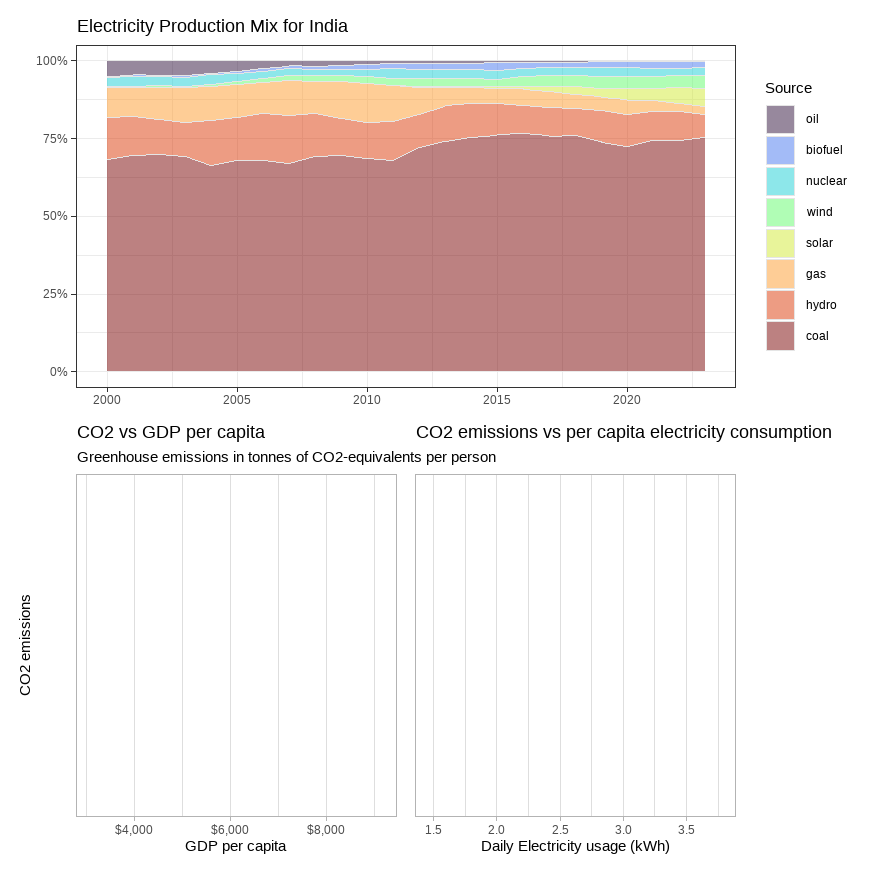 Electricity Production Mix for India
100%
75%
50%
25%
0%
2000 2005 2010 2015 2020
Source
oil
biofuel
nuclear
wind
solar
gas
hydro
coal
CO2 vs GDP per capita
Greenhouse emissions in tonnes of CO2-equivalents per person
CO2 emissions
$4,000 $6,000 $8,000
GDP per capita
CO2 emissions vs per capita electricity consumption
1.5 2.0 2.5 3.0 3.5
Daily Electricity usage (kWh)